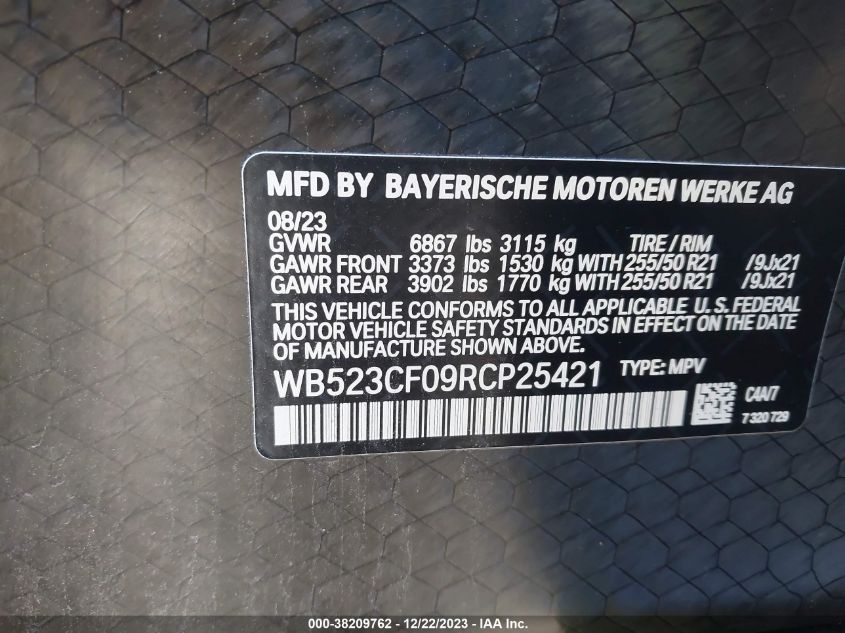 MFD BY BAYERISCHE MOTOREN WERKE AG
08/23
GVWR 6867 lbs 3115 kg TIRE / RIM
GAWR FRONT 3373 lbs 1530 kg WITH 255/50 R21 /9Jx21
GAWR REAR 3902 lbs 1770 kg WITH 255/50 R21 /9Jx21
THIS VEHICLE CONFORMS TO ALL APPLICABLE U.S. FEDERAL
MOTOR VEHICLE SAFETY STANDARDS IN EFFECT ON THE DATE
OF MANUFACTURE SHOWN ABOVE.
WB523CF09RCP25421 TYPE: MPV
C4A/7
7 320 729
000-38209762 - 12/22/2023 - IAA Inc.